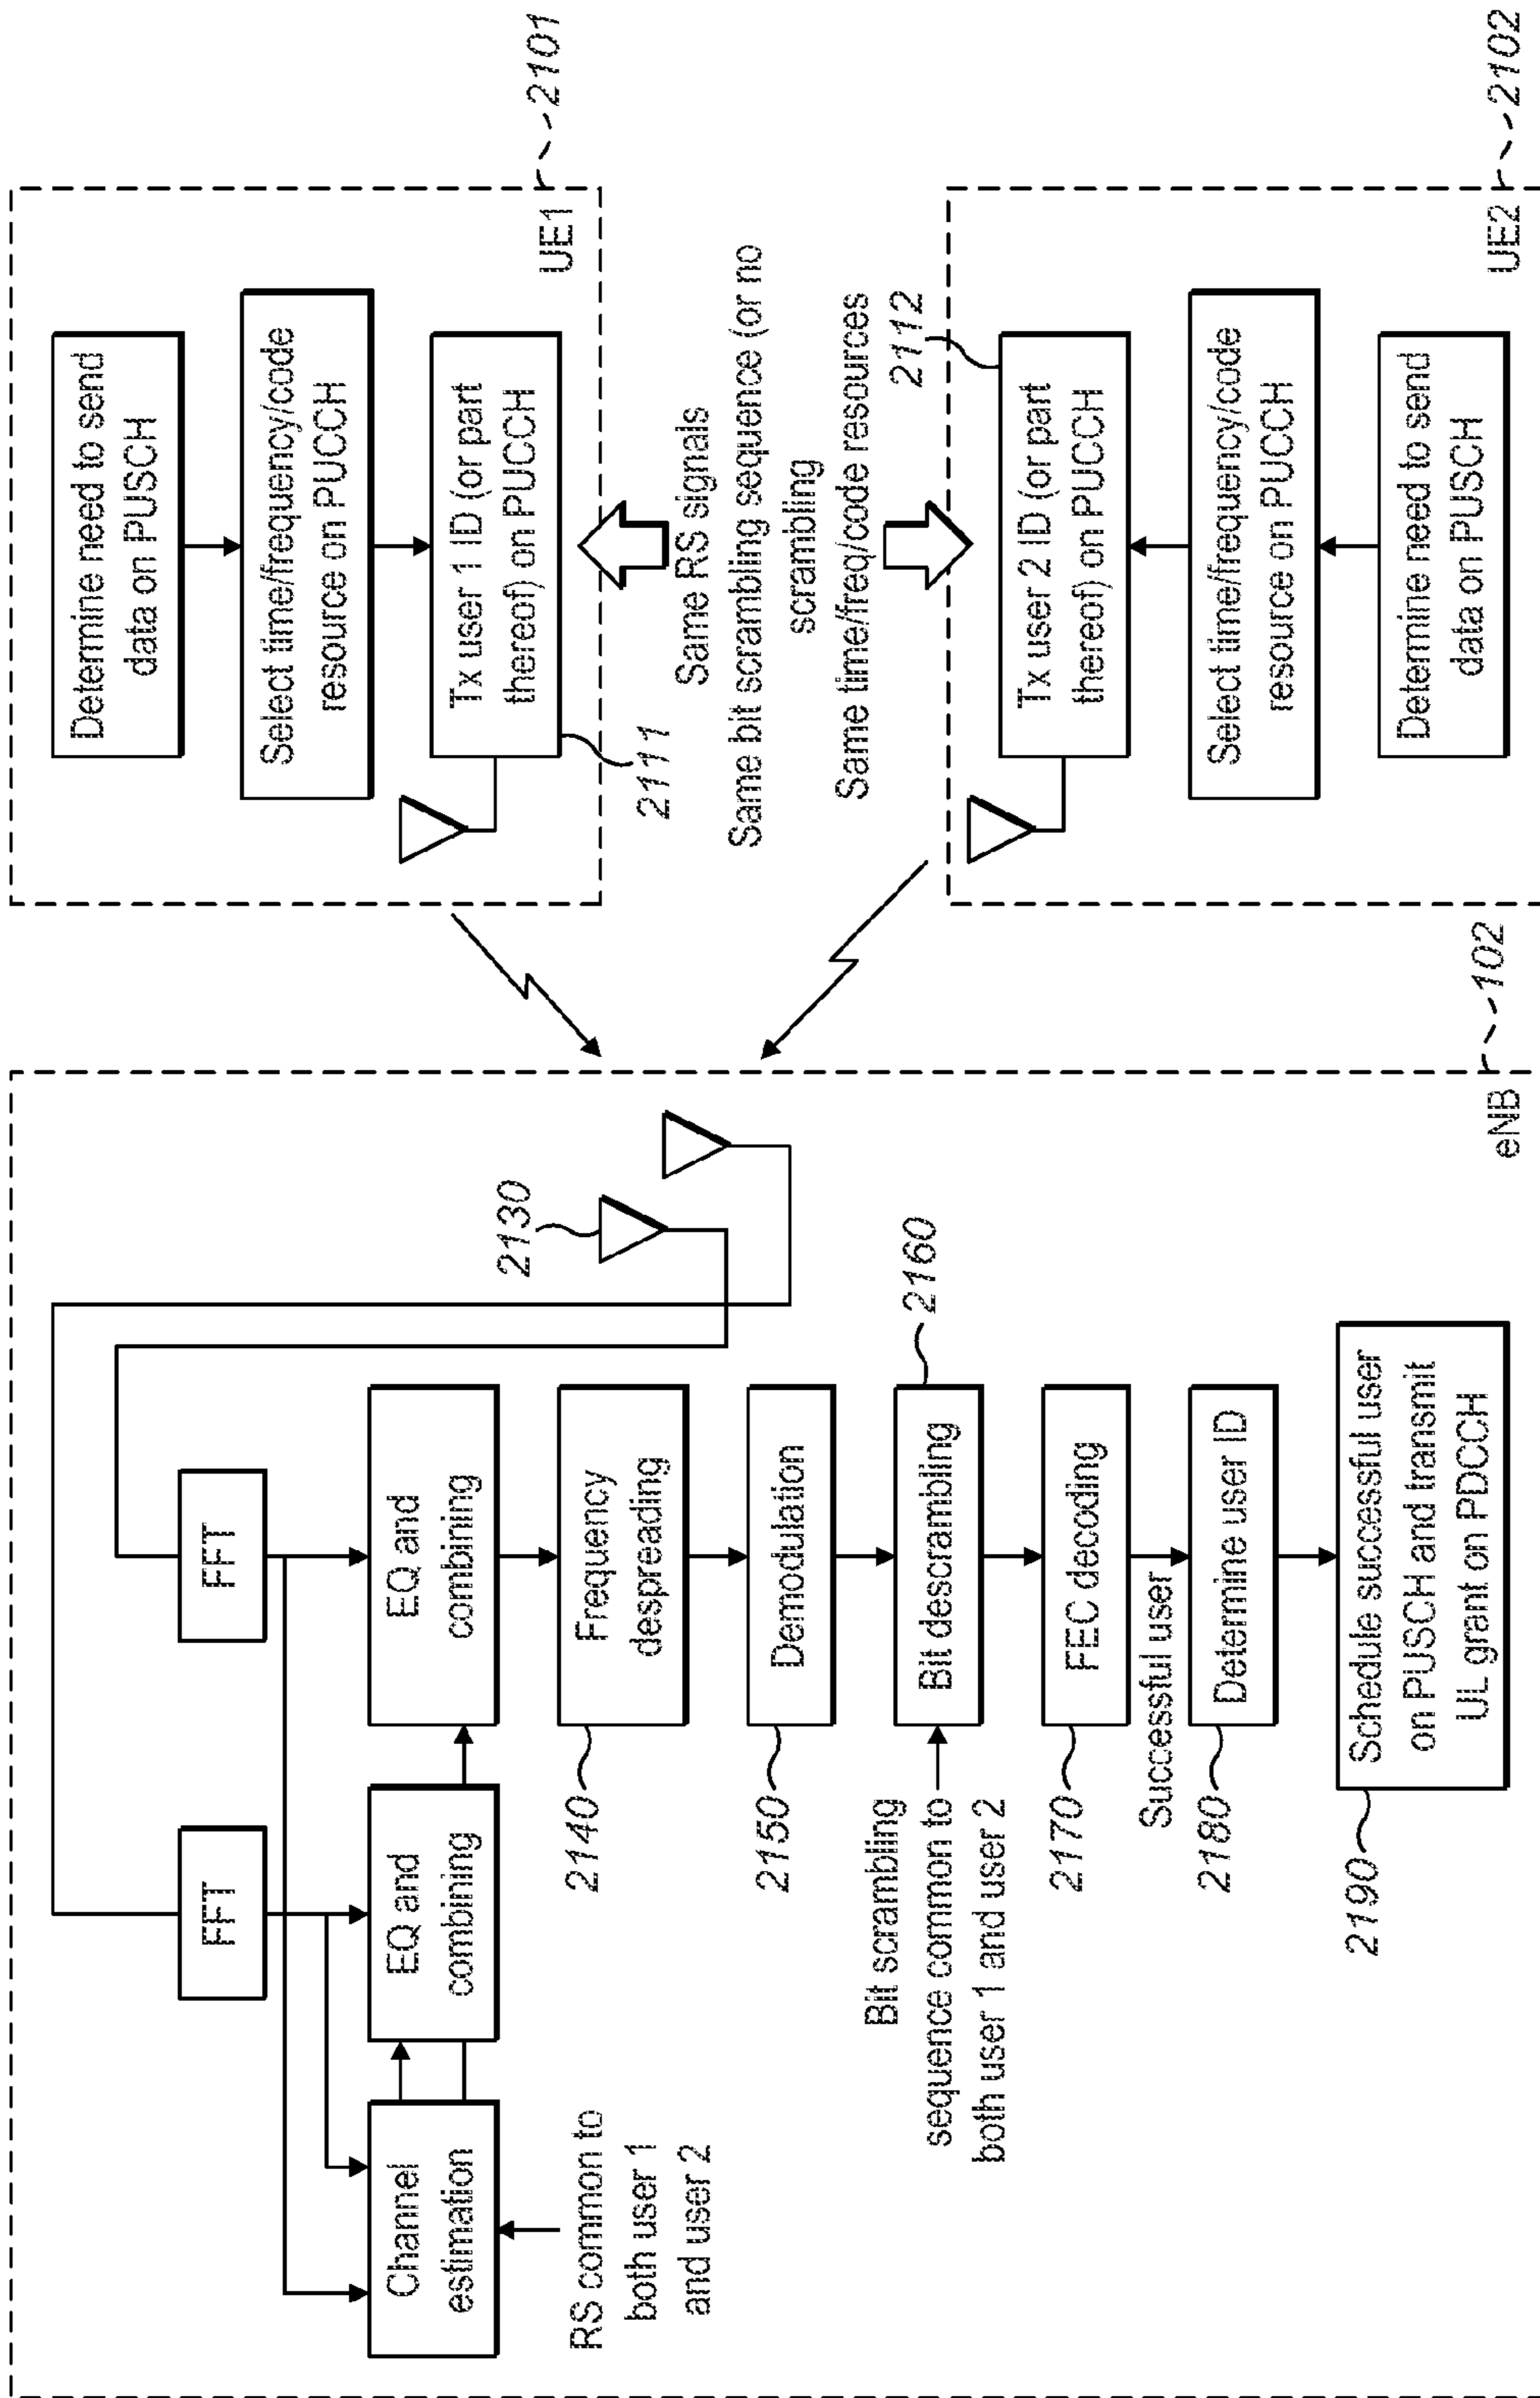 FFT
FFT
Channel
estimation
EQ and
combining
EQ and
combining
RS common to
both user 1
and user 2
2130
Frequency
despreading
2140
Demodulation
2150
Bit descrambling
2160
Bit scrambling
sequence common to
both user 1 and user 2
FEC decoding
2170
Successful user
Determine user ID
2180
Schedule successful user
on PUSCH and transmit
UL grant on PDCCH
2190
eNB
102
Determine need to send
data on PUSCH
Select time/frequency/code
resource on PUCCH
Tx user 1 ID (or part
thereof) on PUCCH
2111
UE1
2101
Same RS signals
Same bit scrambling sequence (or no
scrambling
Same time/freq/code resources
2112
Tx user 2 ID (or part
thereof) on PUCCH
Select time/frequency/code
resource on PUCCH
Determine need to send
data on PUSCH
UE2
2102